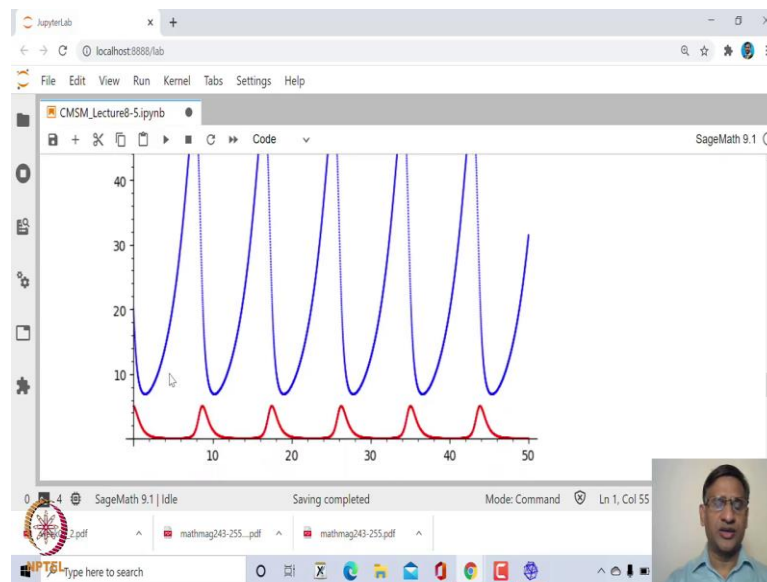 JupyterLab
localhost:8888/lab
File Edit View Run Kernel Tabs Settings Help
CMSM_Lecture8-5.ipynb
Code
SageMath 9.1
40
30
20
10
10 20 30 40 50
0 4 SageMath 9.1 | Idle Saving completed Mode: Command Ln 1, Col 55
2.pdf mathmag243-255....pdf mathmag243-255.pdf
NPTEL
Type here to search